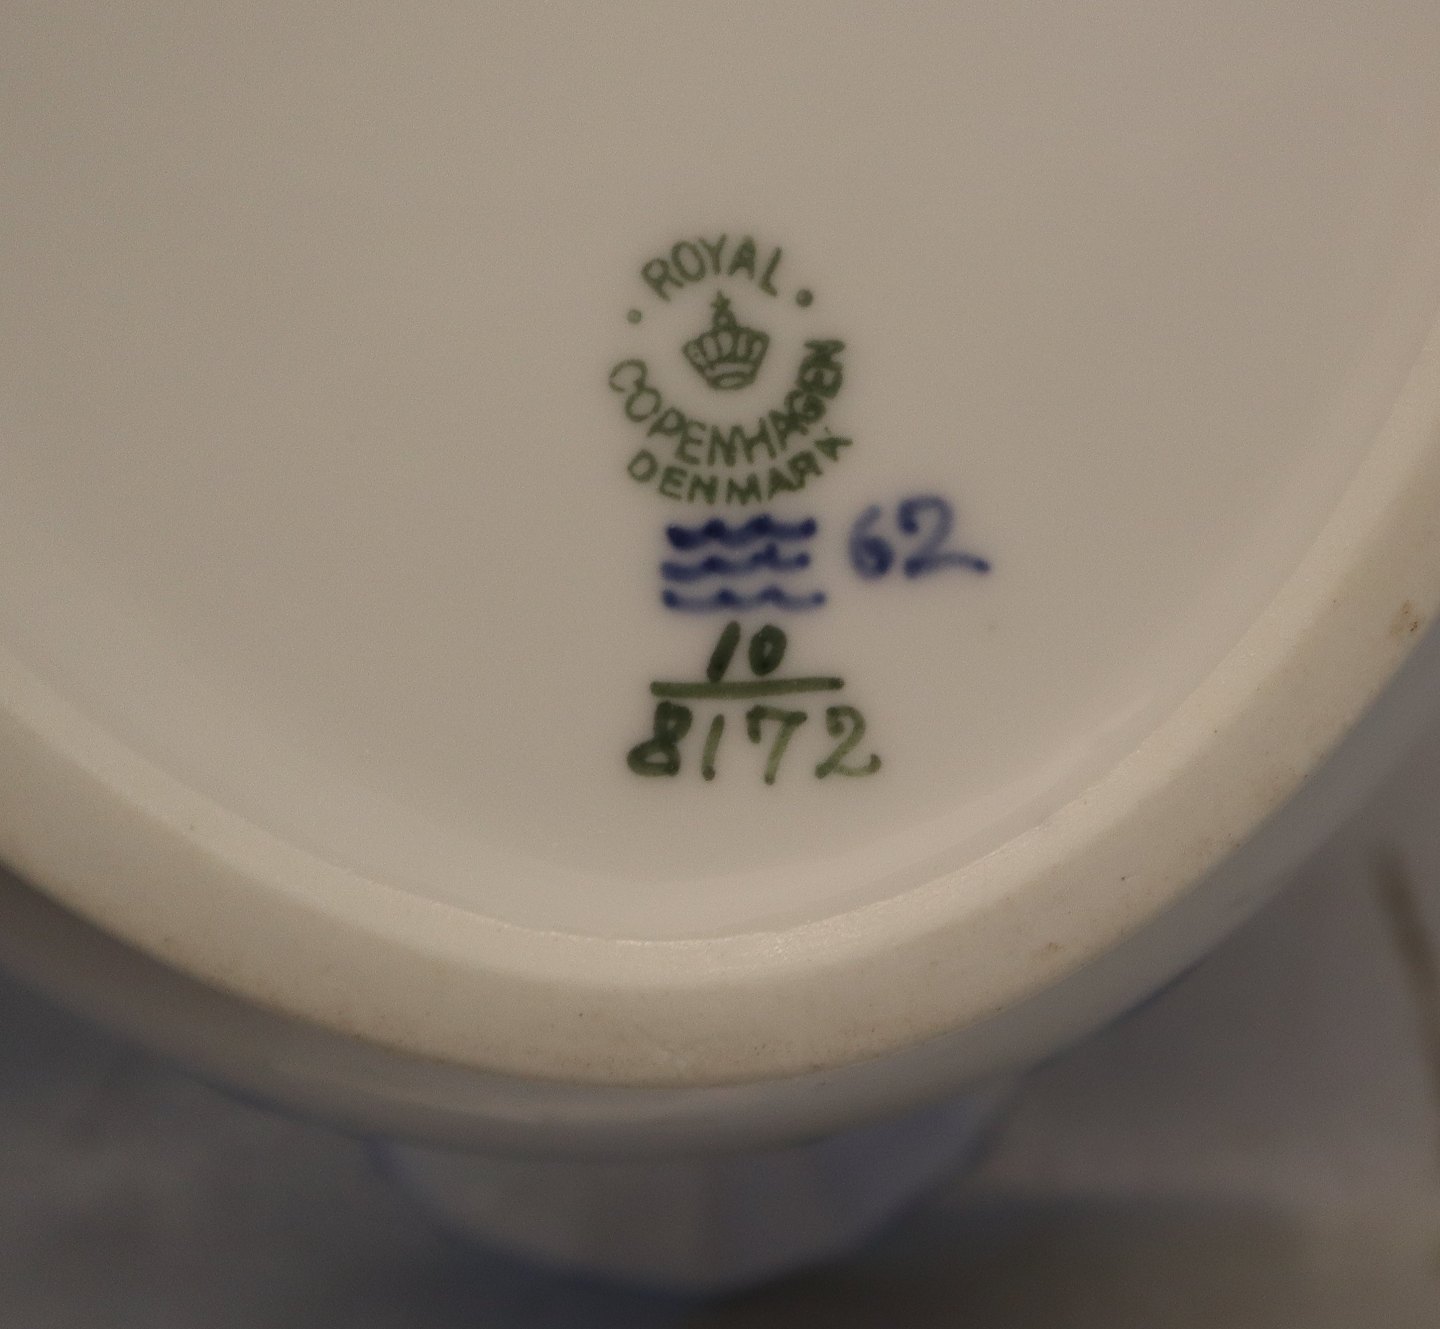 ROYAL
COPENHAGEN
DENMARK
62
10
8172